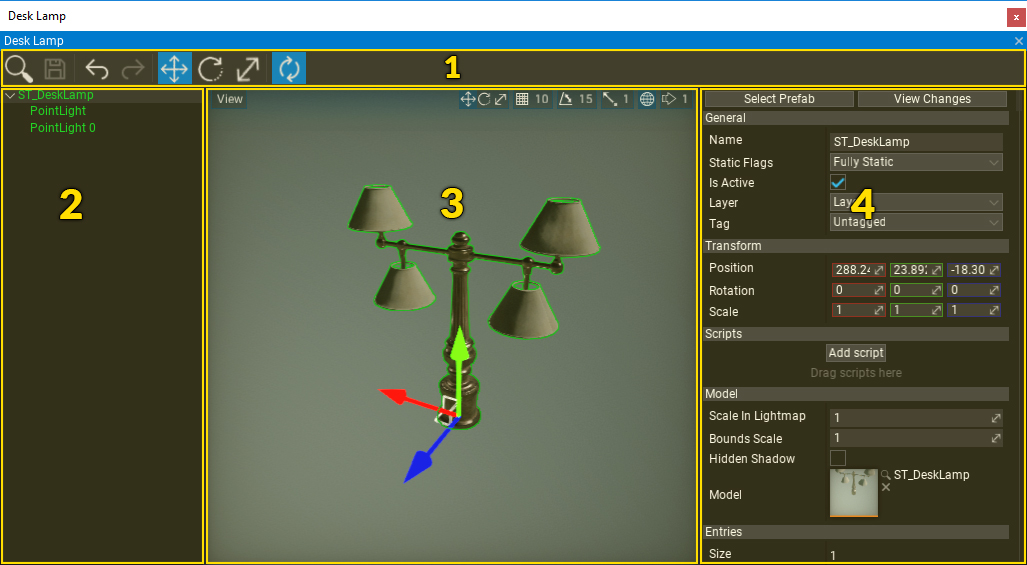 Desk Lamp
Desk Lamp
1
ST_DeskLamp
PointLight
PointLight 0
2
View
10
15
1
1
3
Select Prefab
View Changes
General
Name
ST_DeskLamp
Static Flags
Fully Static
Is Active
Layer
4
Tag
Untagged
Transform
Position
288.24
23.892
-18.30
Rotation
0
0
0
Scale
1
1
1
Scripts
Add script
Drag scripts here
Model
Scale In Lightmap
1
Bounds Scale
1
Hidden Shadow
Model
ST_DeskLamp
Entries
Size
1